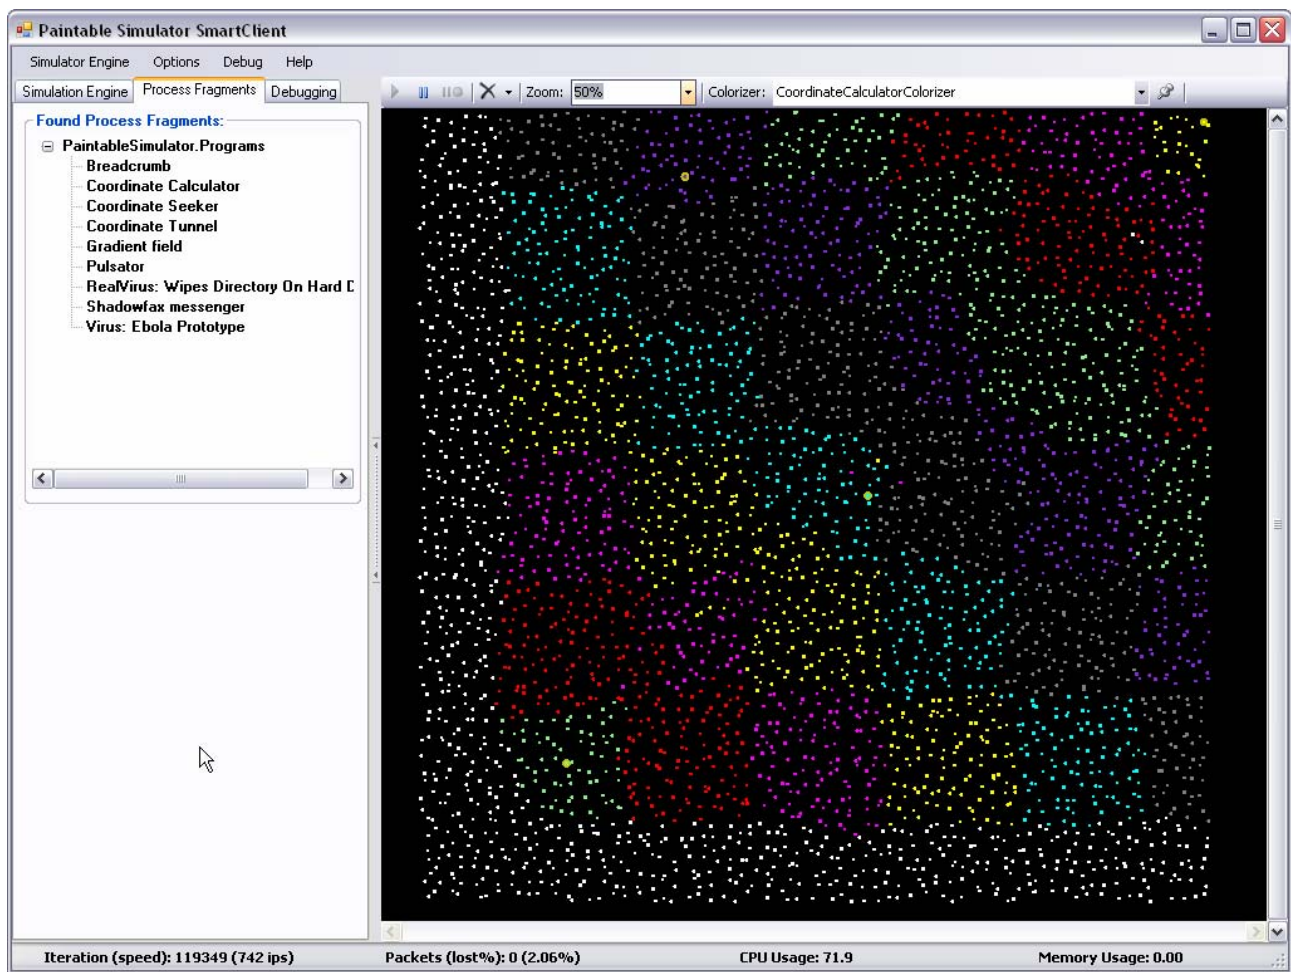 Paintable Simulator SmartClient
Simulator Engine Options Debug Help
Simulation Engine Process Fragments Debugging
Zoom: 50% Colorizer: CoordinateCalculatorColorizer
Found Process Fragments:
PaintableSimulator.Programs
Breadcrumb
Coordinate Calculator
Coordinate Seeker
Coordinate Tunnel
Gradient field
Pulsator
RealVirus: Wipes Directory On Hard D
Shadowfax messenger
Virus: Ebola Prototype
Iteration (speed): 119349 (742 ips) Packets (lost%): 0 (2.06%) CPU Usage: 71.9 Memory Usage: 0.00